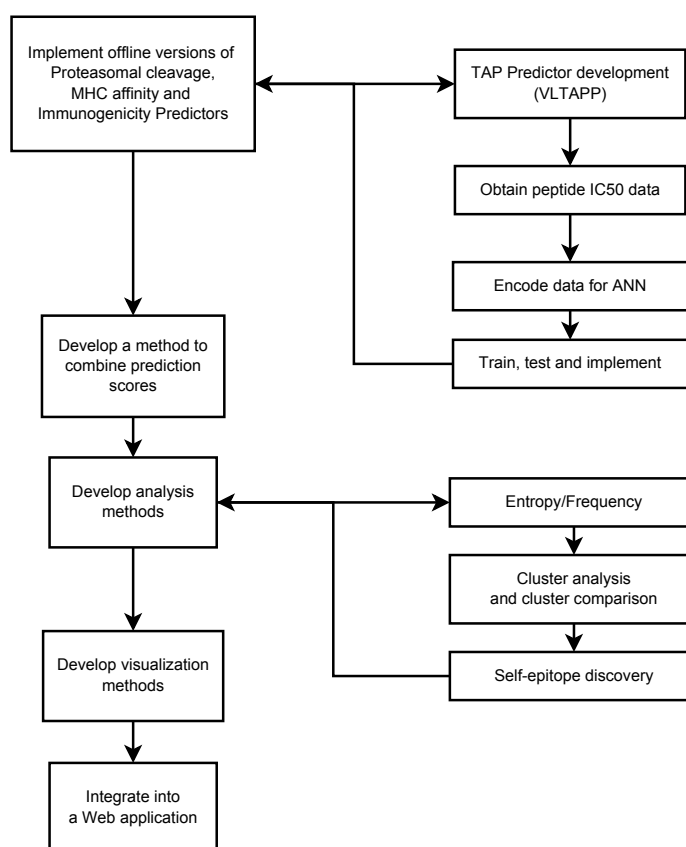 Implement offline versions of
Proteasomal cleavage,
MHC affinity and
Immunogenicity Predictors
TAP Predictor development
(VLTAPP)
Obtain peptide IC50 data
Encode data for ANN
Train, test and implement
Develop a method to
combine prediction
scores
Develop analysis
methods
Entropy/Frequency
Cluster analysis
and cluster comparison
Self-epitope discovery
Develop visualization
methods
Integrate into
a Web application